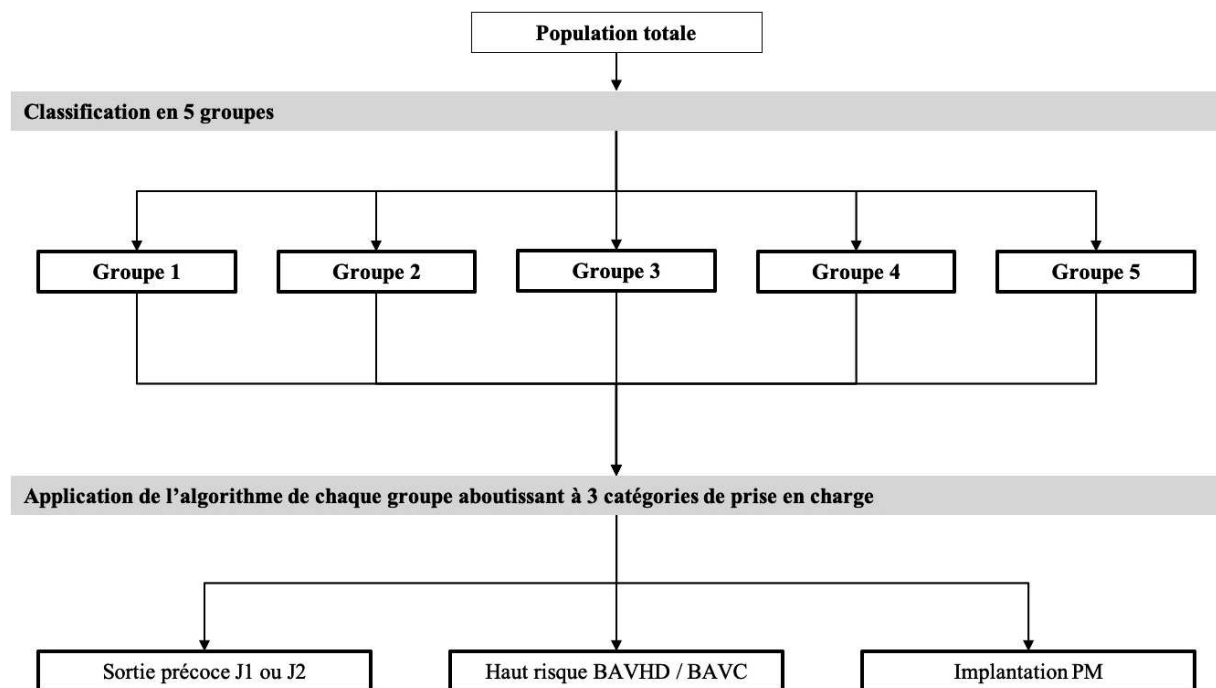 Population totale
Classification en 5 groupes
Groupe 1
Groupe 2
Groupe 3
Groupe 4
Groupe 5
Application de l’algorithme de chaque groupe aboutissant à 3 catégories de prise en charge
Sortie précoce J1 ou J2
Haut risque BAVHD / BAVC
Implantation PM